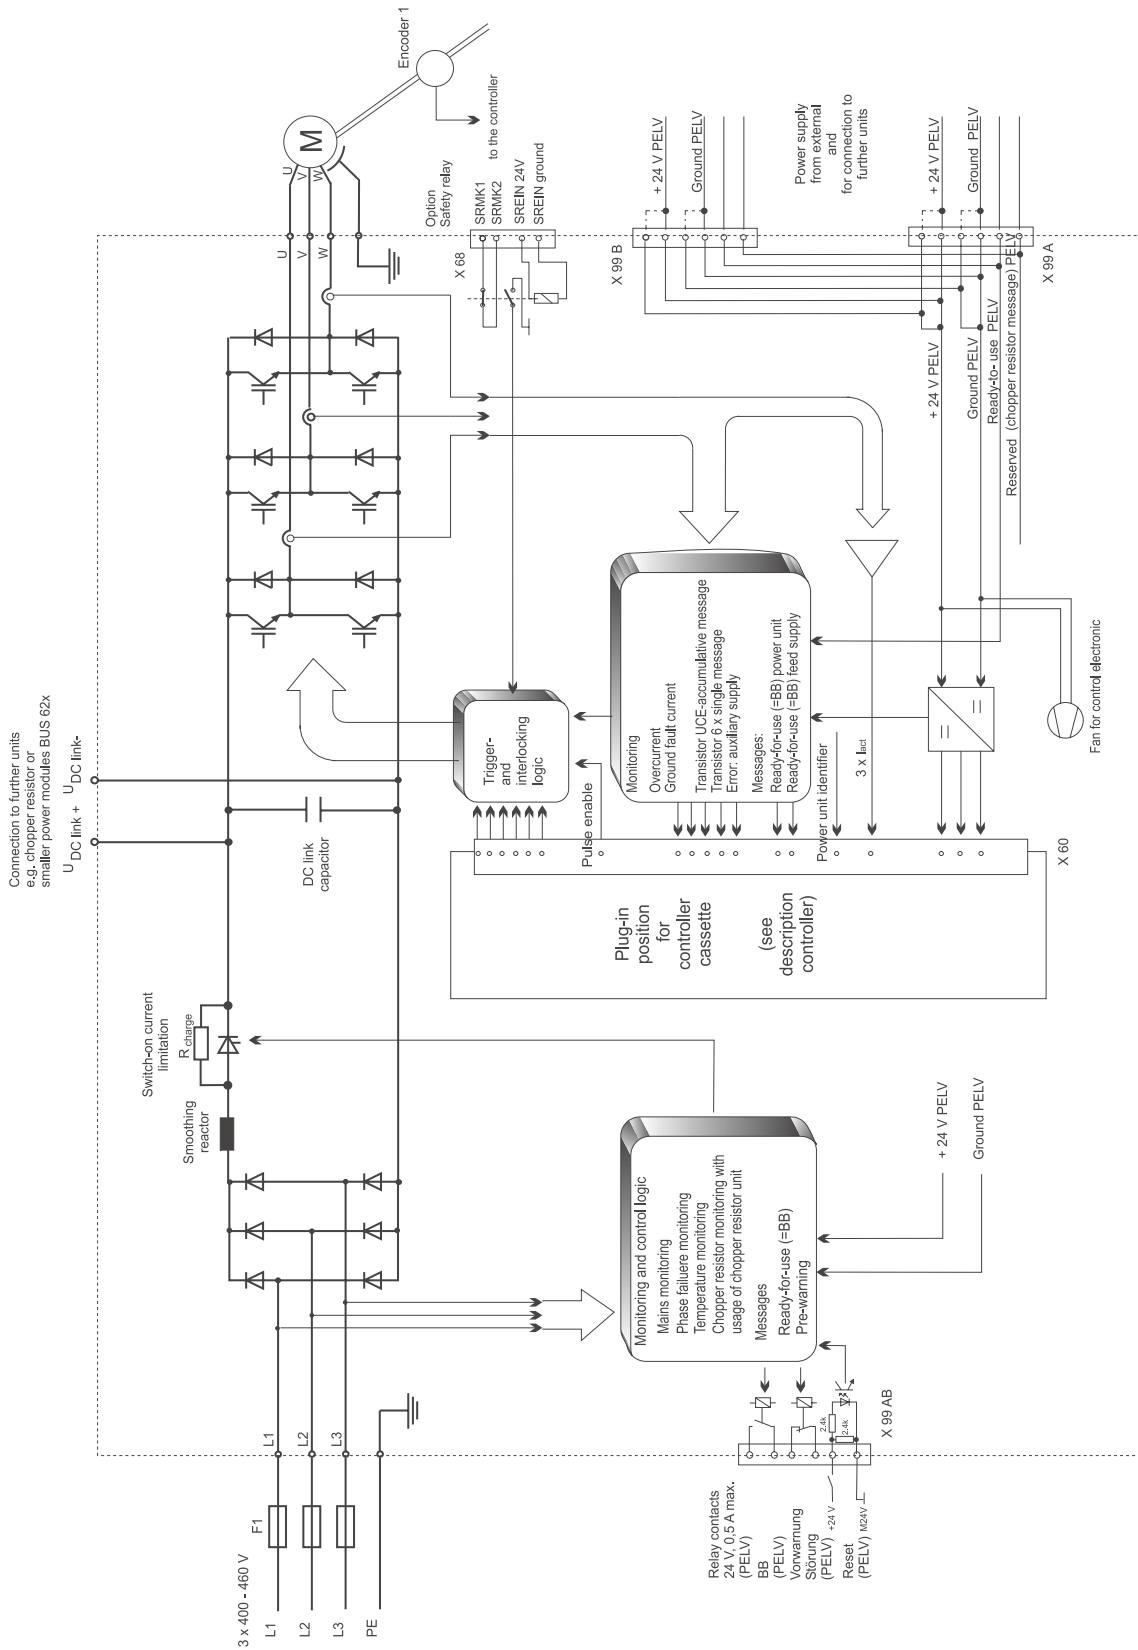 3 x 400 - 460 V
L1
L2
L3
PE
F1
L1
L2
L3
Relay contacts
24 V, 0,5 A max.
(PELV)
BB
(PELV)
Vorwarnung
Störung
(PELV)
+24 V
Reset
(PELV)
M24V
2.4k
2.4k
X 99 AB
Monitoring and control logic
Mains monitoring
Phase failuere monitoring
Temperature monitoring
Chopper resistor monitoring with
usage of chopper resistor unit
Messages
Ready-for-use (=BB)
Pre-warning
+ 24 V PELV
Ground PELV
Smoothing
reactor
Switch-on current
limitation
R charge
Connection to further units
e.g. chopper resistor or
smaller power modules BUS 62x
U DC link +
U DC link-
DC link
capacitor
Plug-in
position
for
controller
cassette
(see
description
controller)
X 60
Pulse enable
Power unit identifier
3 x Iact
Trigger-
and
interlocking
logic
Monitoring
Overcurrent
Ground fault current
Transistor UCE-accumulative message
Transistor 6 x single message
Error: auxiliary supply
Messages:
Ready-for-use (=BB) power unit
Ready-for-use (=BB) feed supply
=
=
Fan for control electronic
+ 24 V PELV
Ground PELV
Ready-to- use PELV
Reserved (chopper resistor message) PELV
X 68
X 99 B
X 99 A
U
V
W
U
V
W
M
Encoder 1
to the controller
Option
Safety relay
SRMK1
SRMK2
SREIN 24V
SREIN ground
+ 24 V PELV
Ground PELV
Power supply
from external
and
for connection to
further units
+ 24 V PELV
Ground PELV